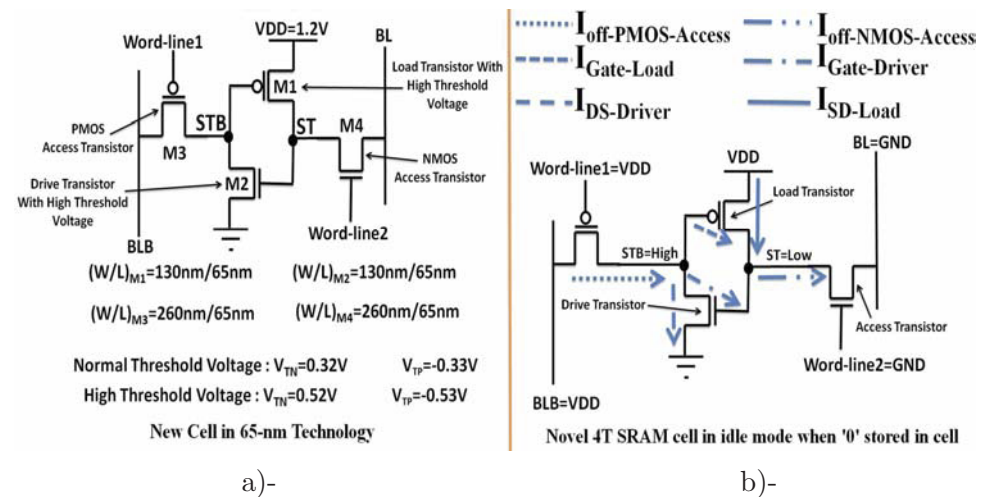 VDD=1.2V
BL
Word-line1
Load Transistor With
High Threshold
Voltage
M1
STB
ST
M4
PMOS
Access Transistor
M3
NMOS
Access Transistor
M2
Drive Transistor
With High Threshold
Voltage
Word-line2
BLB
(W/L)M1=130nm/65nm
(W/L)M2=130nm/65nm
(W/L)M3=260nm/65nm
(W/L)M4=260nm/65nm
Normal Threshold Voltage : VTN=0.32V VTP=-0.33V
High Threshold Voltage : VTN=0.52V VTP=-0.53V
New Cell in 65-nm Technology
a)-
Ioff-PMOS-Access
Ioff-NMOS-Access
IGate-Load
IGate-Driver
IDS-Driver
ISD-Load
BL=GND
Word-line1=VDD
VDD
Load Transistor
STB=High
ST=Low
Drive Transistor
Access Transistor
Word-line2=GND
BLB=VDD
Novel 4T SRAM cell in idle mode when '0' stored in cell
b)-